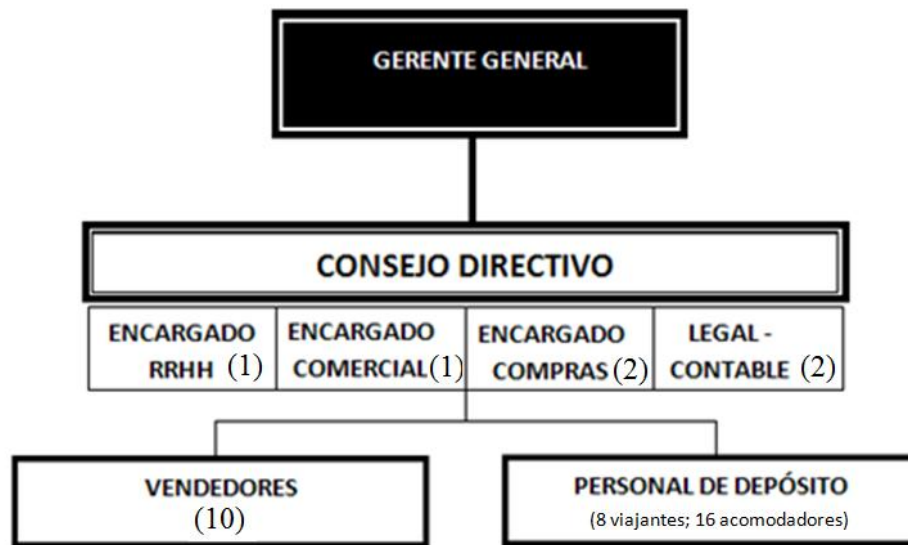 GERENTE GENERAL
CONSEJO DIRECTIVO
ENCARGADO
RRHH (1)
ENCARGADO
COMERCIAL(1)
ENCARGADO
COMPRAS (2)
LEGAL -
CONTABLE (2)
VENDEDORES
(10)
PERSONAL DE DEPÓSITO
(8 viajantes; 16 acomodadores)